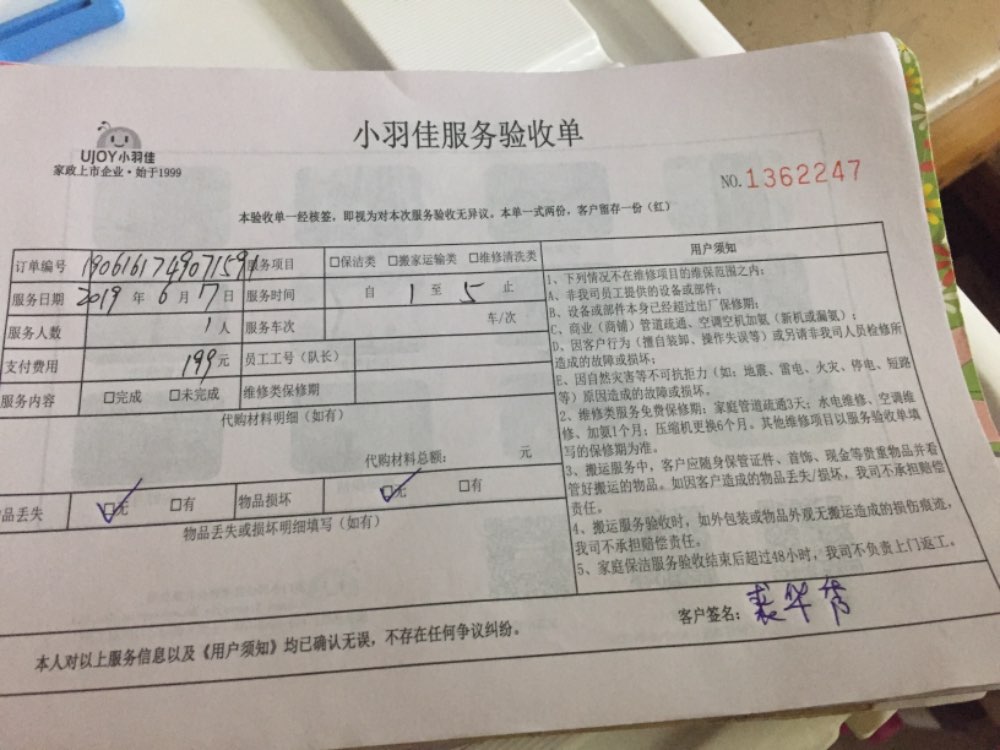 小羽佳服务验收单
UJOY小羽佳
家政上市企业·始于1999
NO.1362247
本验收单一经核签，即视为对本次服务验收无异议。本单一式两份，客户留存一份（红）
订单编号 190616174907159 服务项目 □保洁类 □搬家运输类 □维修清洗类
服务日期 2019 年 6 月 17 日 服务时间 自 1 至 5 止
服务人数 1 人 服务车次 车/次
支付费用 199 元 员工工号（队长）
服务内容 □完成 □未完成 维修类保修期
代购材料明细（如有）
代购材料总额： 元
品丢失 ☑无 □有 物品损坏 ☑无 □有
物品丢失或损坏明细填写（如有）
用户须知
1、下列情况不在维修项目的维保范围之内：
A、非我司员工提供的设备或部件；
B、设备或部件本身已经超过出厂保修期；
C、商业（商铺）管道疏通、空调空机加氨（新机或漏氨）；
D、因客户行为（擅自装卸、操作失误等）或另请非我司人员检修所
造成的故障或损坏；
E、因自然灾害等不可抗拒力（如：地震、雷电、火灾、停电、短路
等）原因造成的故障或损坏。
2、维修类服务免费保修期：家庭管道疏通3天；水电维修、空调维
修、加氨1个月；压缩机更换6个月。其他维修项目以服务验收单填
写的保修期为准。
3、搬运服务中，客户应随身保管证件、首饰、现金等贵重物品并看
管好搬运的物品。如因客户造成的物品丢失/损坏，我司不承担赔偿
责任。
4、搬运服务验收时，如外包装或物品外观无搬运造成的损伤痕迹，
我司不承担赔偿责任。
5、家庭保洁服务验收结束后超过48小时，我司不负责上门返工。
客户签名：
本人对以上服务信息以及《用户须知》均已确认无误，不存在任何争议纠纷。